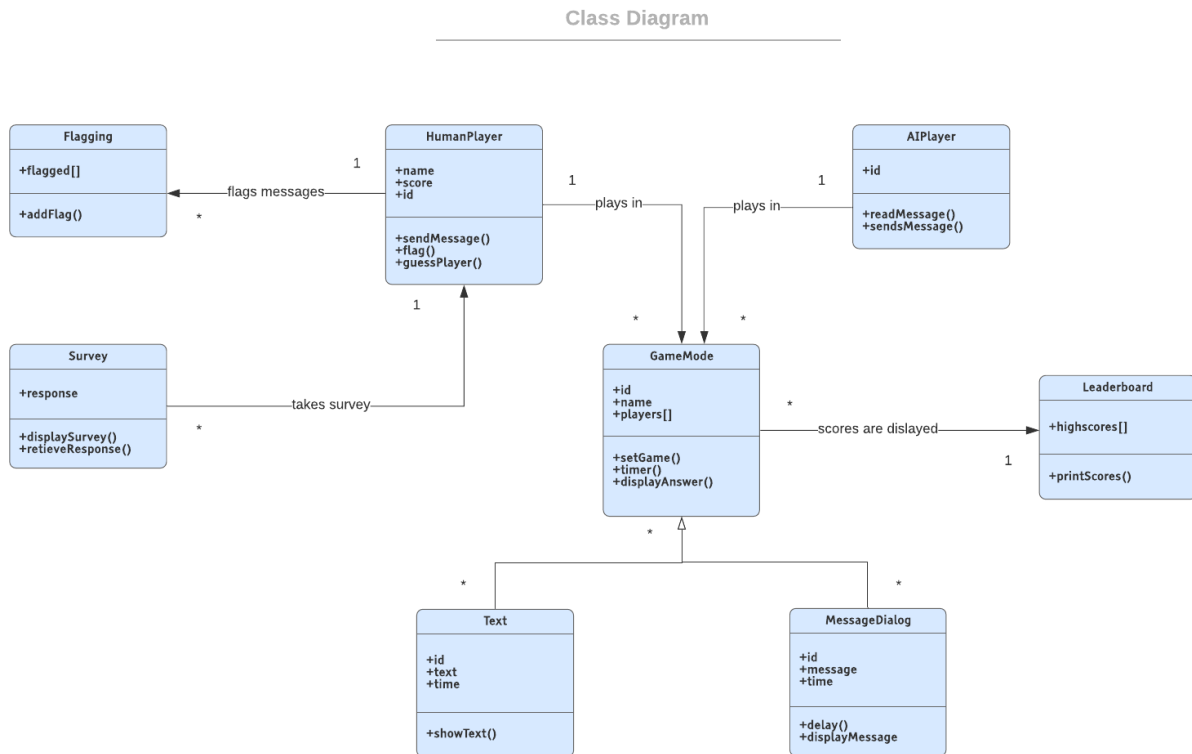 Class Diagram
Flagging
+flagged[]
+addFlag()
HumanPlayer
+name
+score
+id
+sendMessage()
+flag()
+guessPlayer()
AIPlayer
+id
+readMessage()
+sendsMessage()
1
flags messages
*
1
plays in
*
1
plays in
*
1
takes survey
*
Survey
+response
+displaySurvey()
+retieveResponse()
GameMode
+id
+name
+players[]
+setGame()
+timer()
+displayAnswer()
*
scores are dislayed
1
Leaderboard
+highscores[]
+printScores()
*
*
*
Text
+id
+text
+time
+showText()
MessageDialog
+id
+message
+time
+delay()
+displayMessage